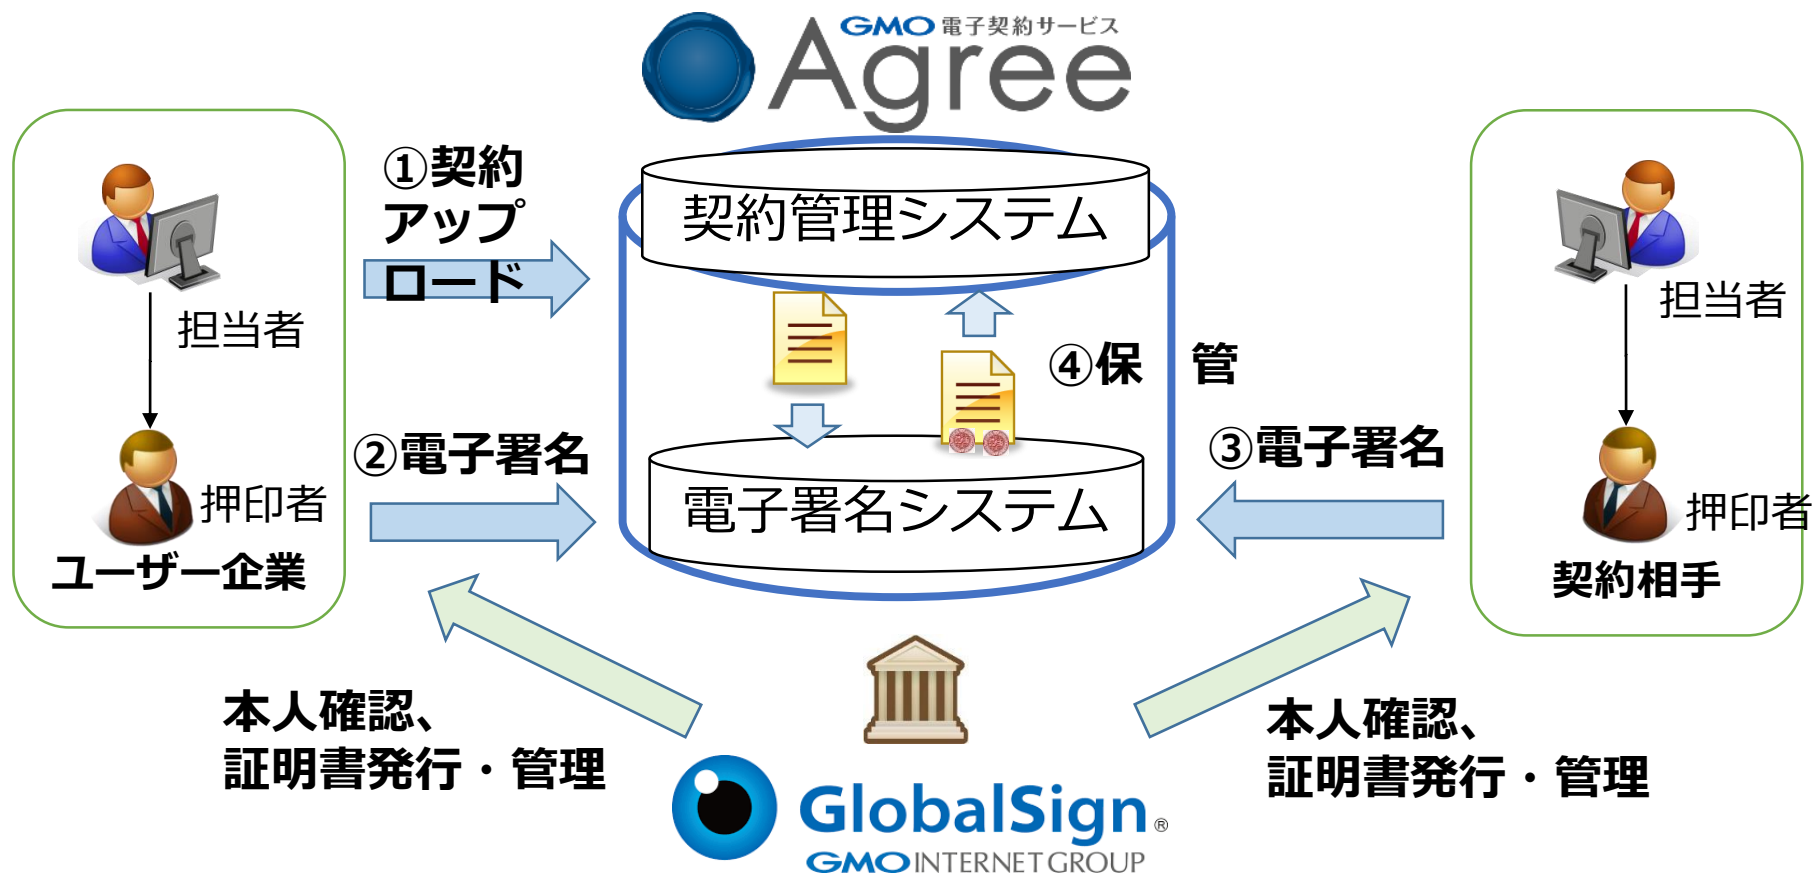 GMO 電子契約サービス
Agree
①契約
アップ
ロード
契約管理システム
担当者
担当者
④保　管
②電子署名
③電子署名
電子署名システム
押印者
押印者
ユーザー企業
契約相手
本人確認、
証明書発行・管理
本人確認、
証明書発行・管理
GlobalSign®
GMO INTERNET GROUP